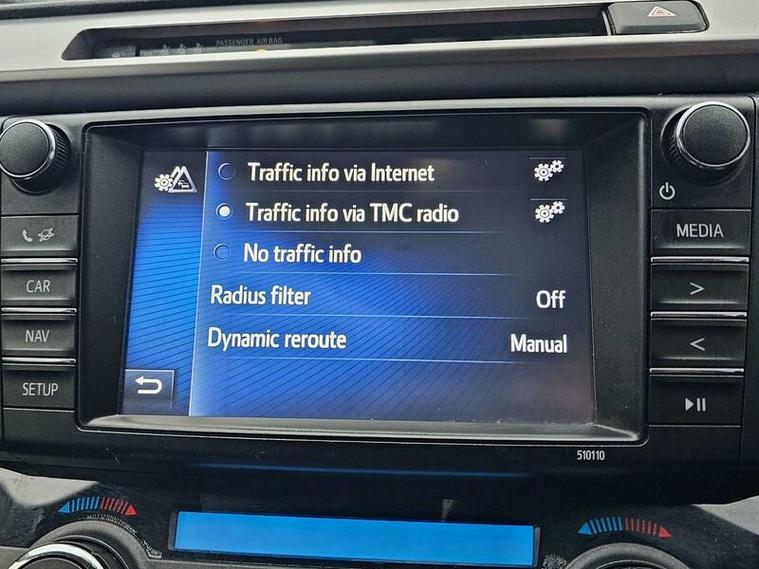 PASSENGER AIR BAG
Traffic info via Internet
Traffic info via TMC radio
No traffic info
Radius filter Off
Dynamic reroute Manual
CAR
NAV
SETUP
MEDIA
510110